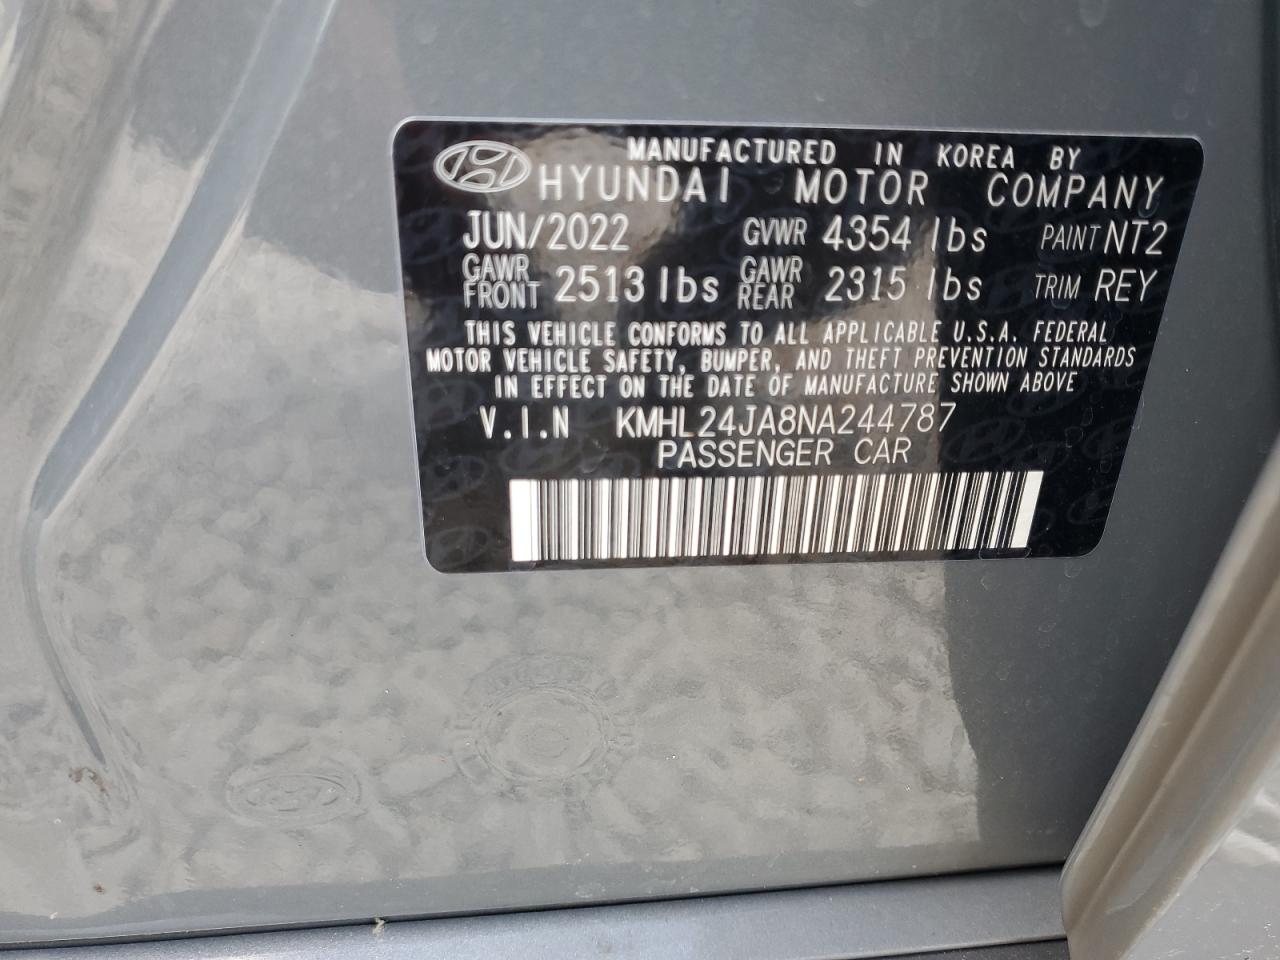 MANUFACTURED IN KOREA BY
HYUNDAI MOTOR COMPANY
JUN/2022 GVWR 4354 lbs PAINT NT2
GAWR FRONT 2513 lbs GAWR REAR 2315 lbs TRIM REY
THIS VEHICLE CONFORMS TO ALL APPLICABLE U.S.A. FEDERAL
MOTOR VEHICLE SAFETY, BUMPER, AND THEFT PREVENTION STANDARDS
IN EFFECT ON THE DATE OF MANUFACTURE SHOWN ABOVE
V.I.N KMHL24JA8NA244787
PASSENGER CAR